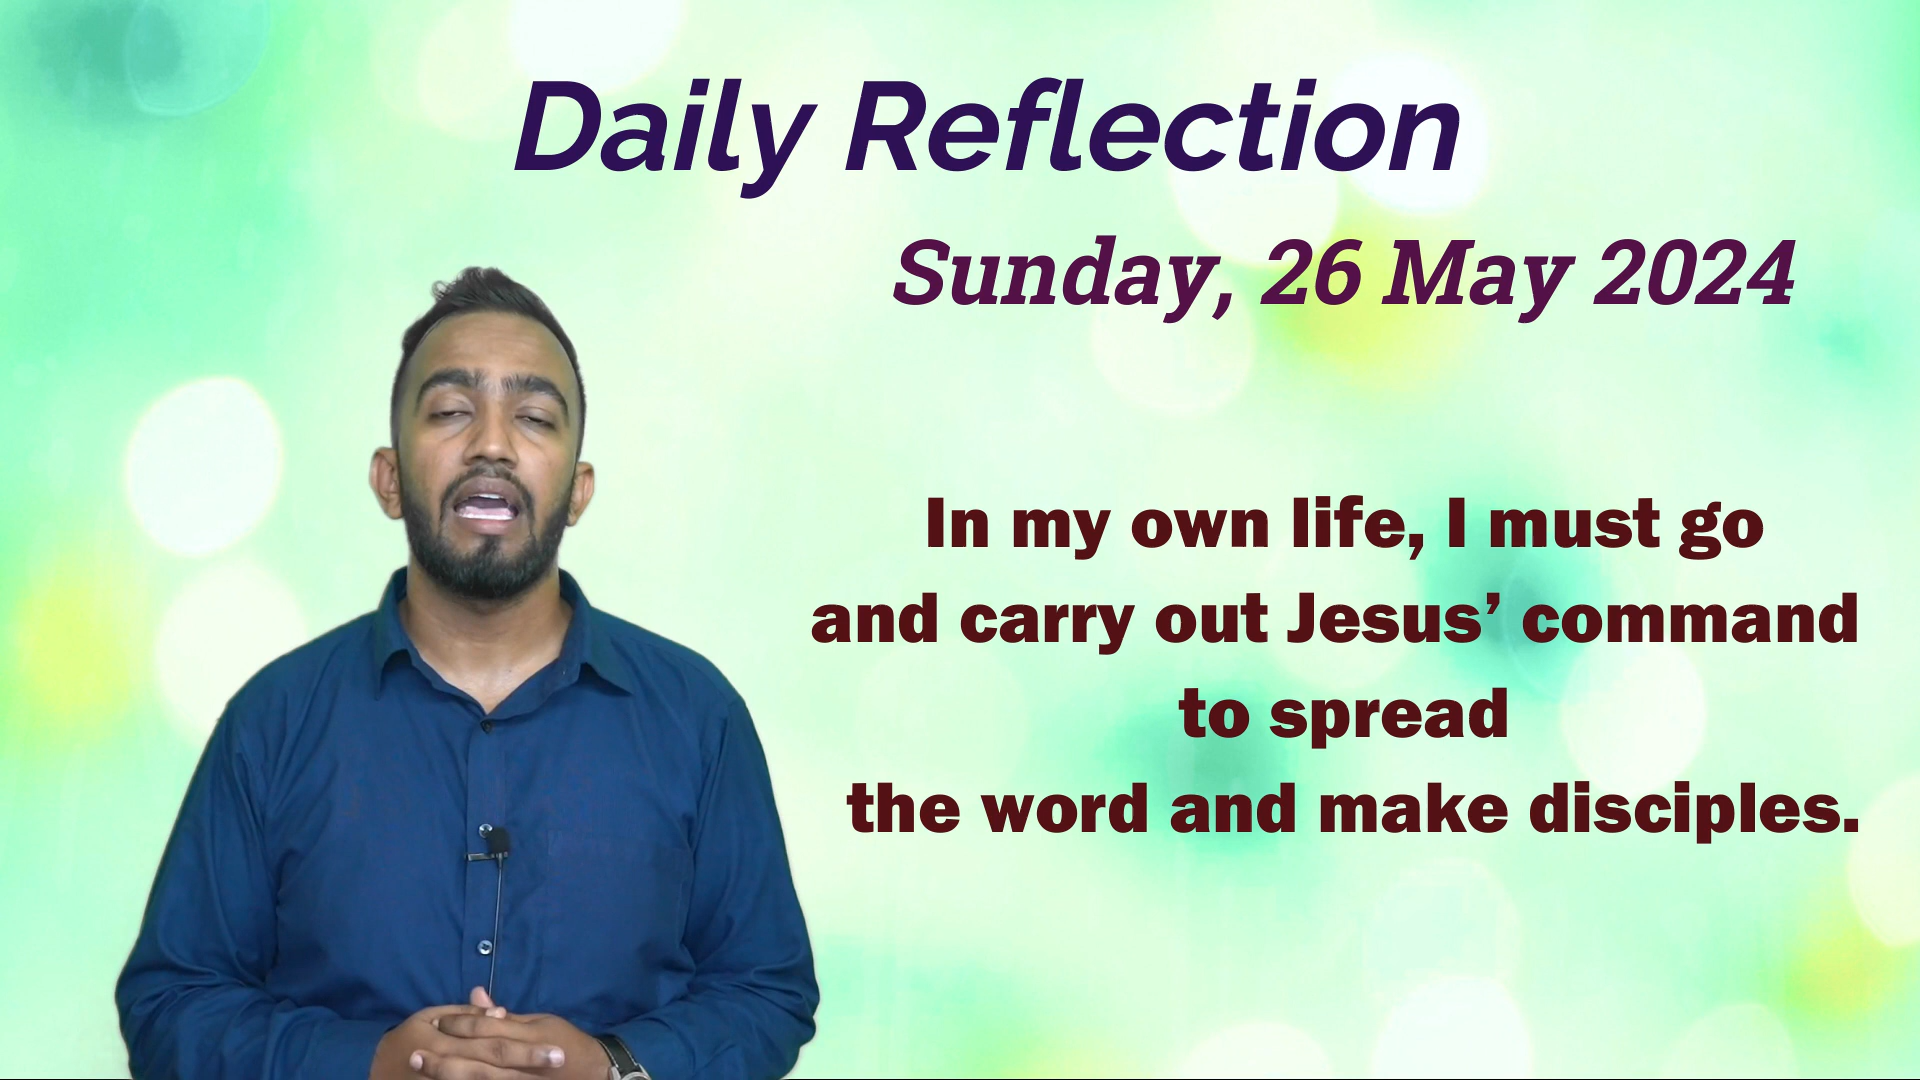 Daily Reflection
Sunday, 26 May 2024
In my own life, I must go
and carry out Jesus’ command
to spread
the word and make disciples.